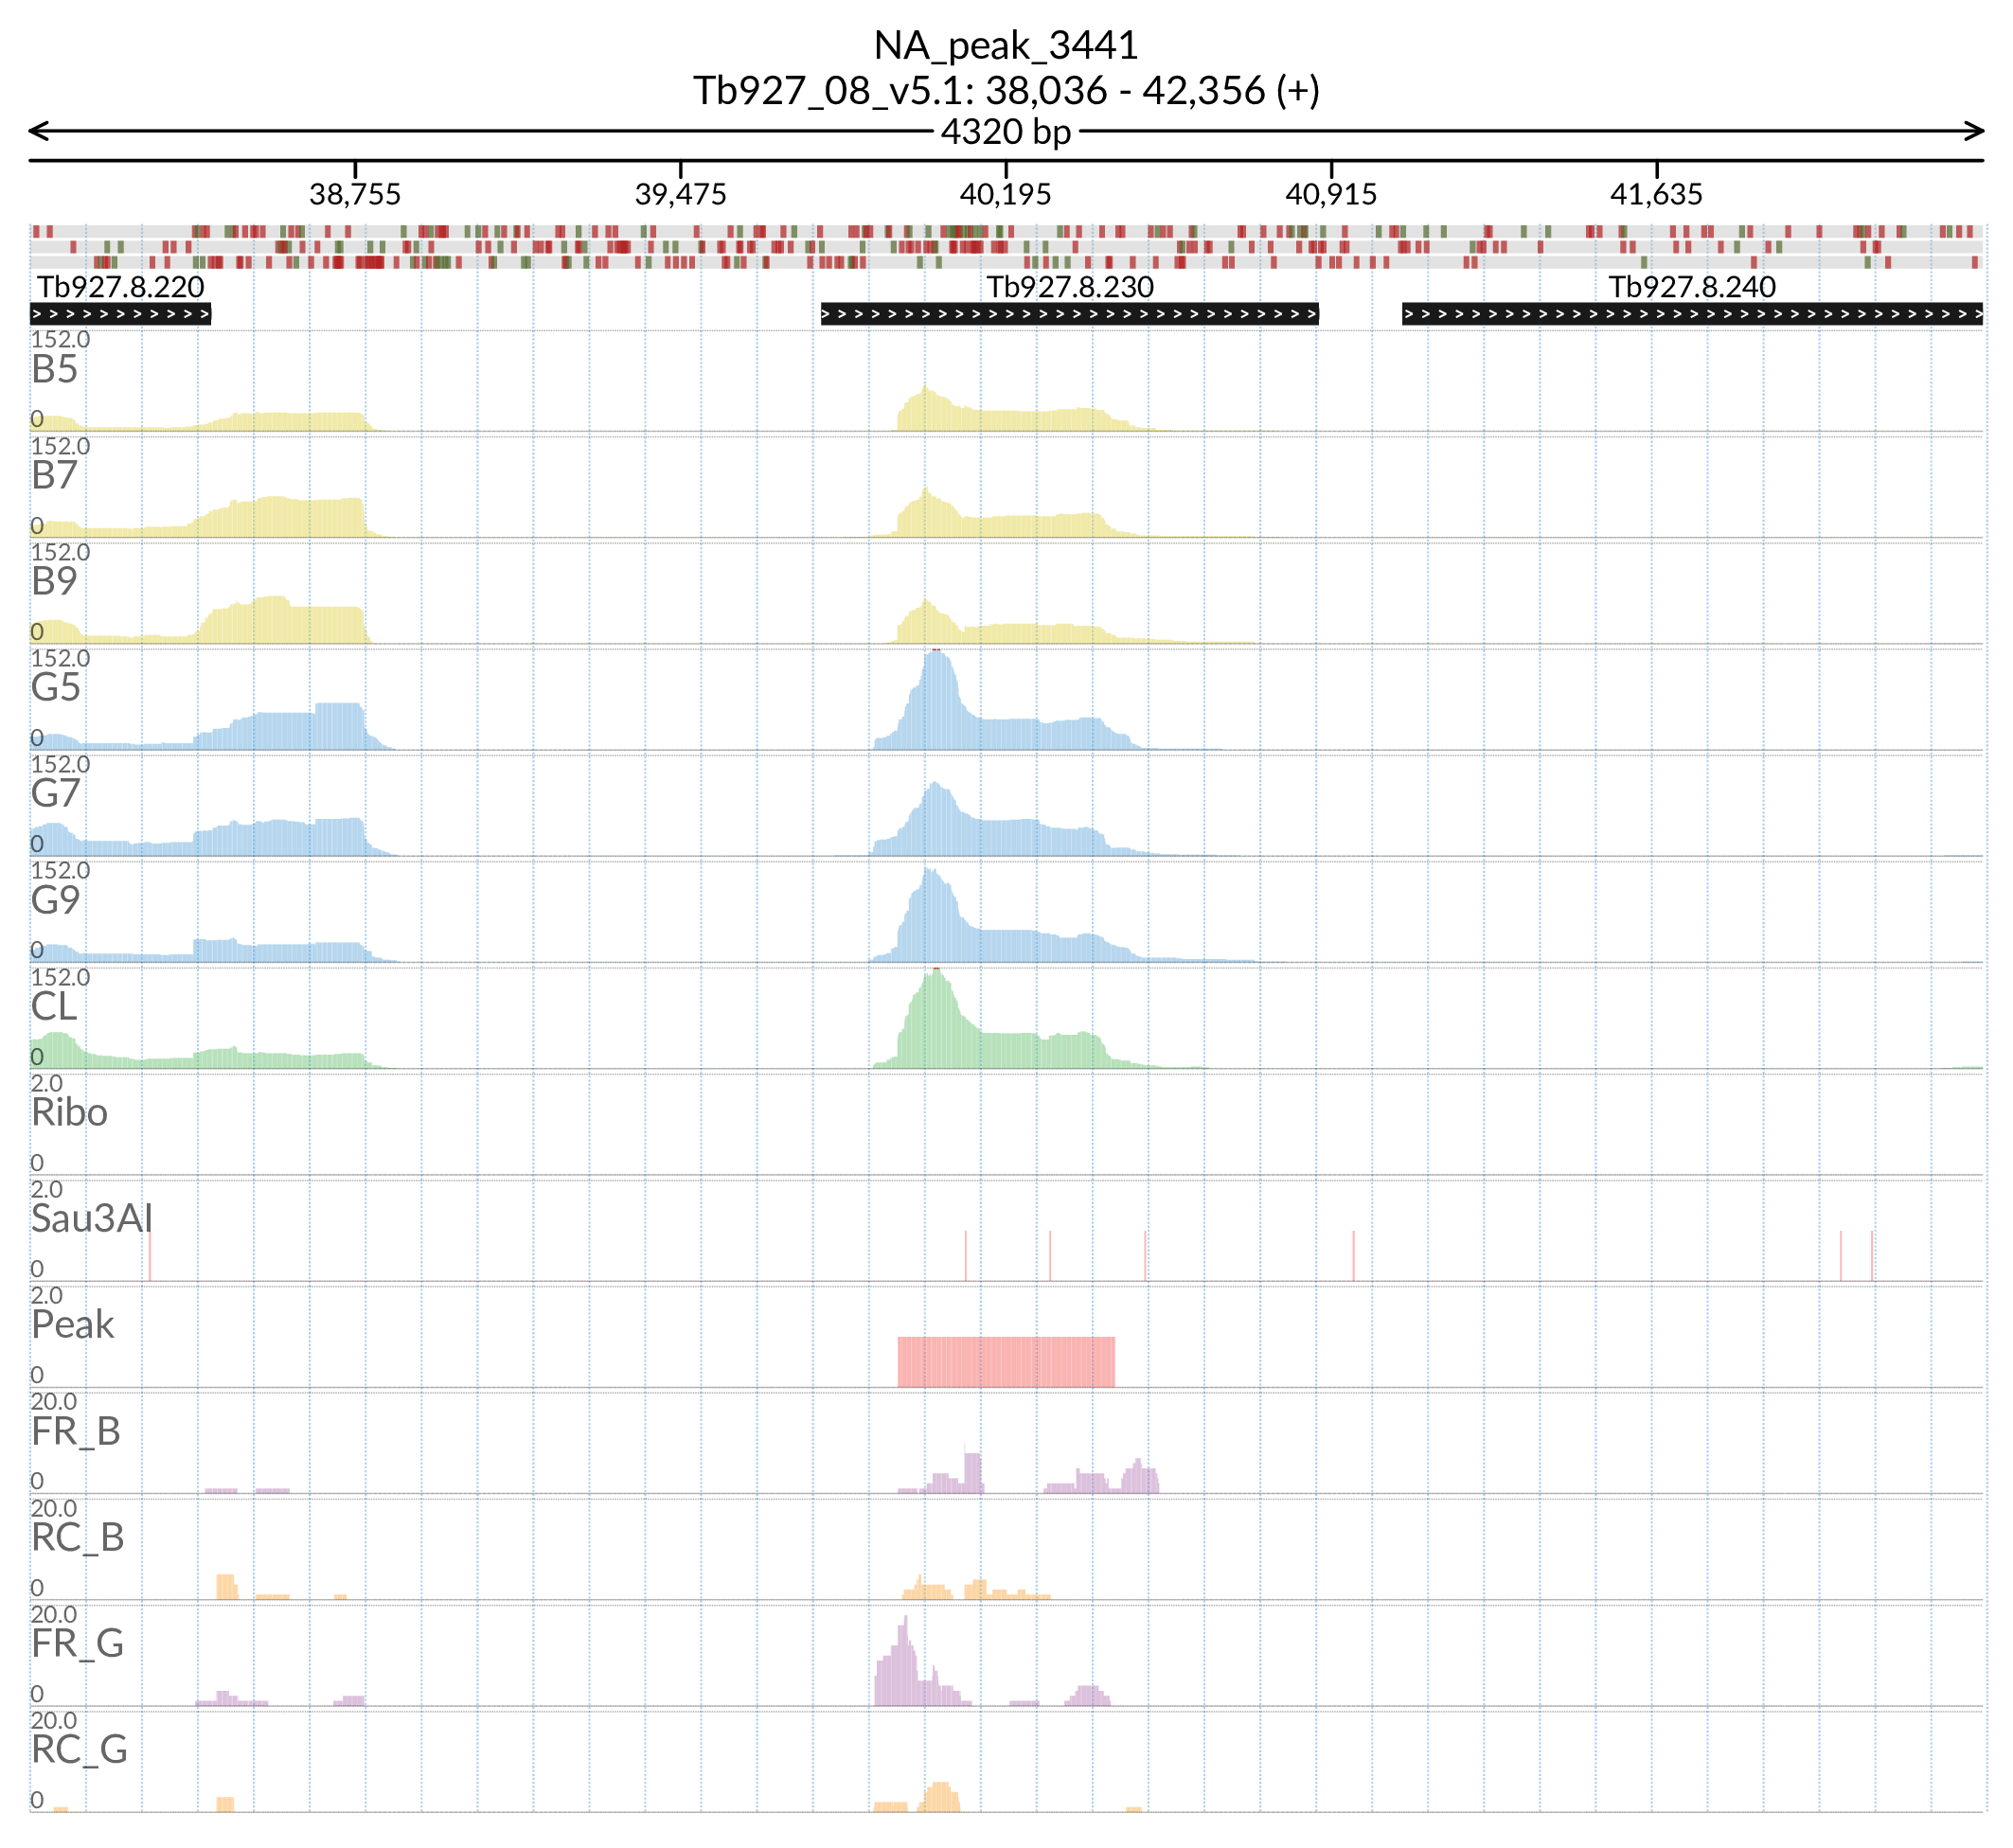 NA_peak_3441
Tb927_08_v5.1: 38,036 - 42,356 (+)
4320 bp
38,755 39,475 40,195 40,915 41,635
Tb927.8.220 Tb927.8.230 Tb927.8.240
152.0
B5
0
152.0
B7
0
152.0
B9
0
152.0
G5
0
152.0
G7
0
152.0
G9
0
152.0
CL
0
2.0
Ribo
0
2.0
Sau3AI
0
2.0
Peak
0
20.0
FR_B
0
20.0
RC_B
0
20.0
FR_G
0
20.0
RC_G
0